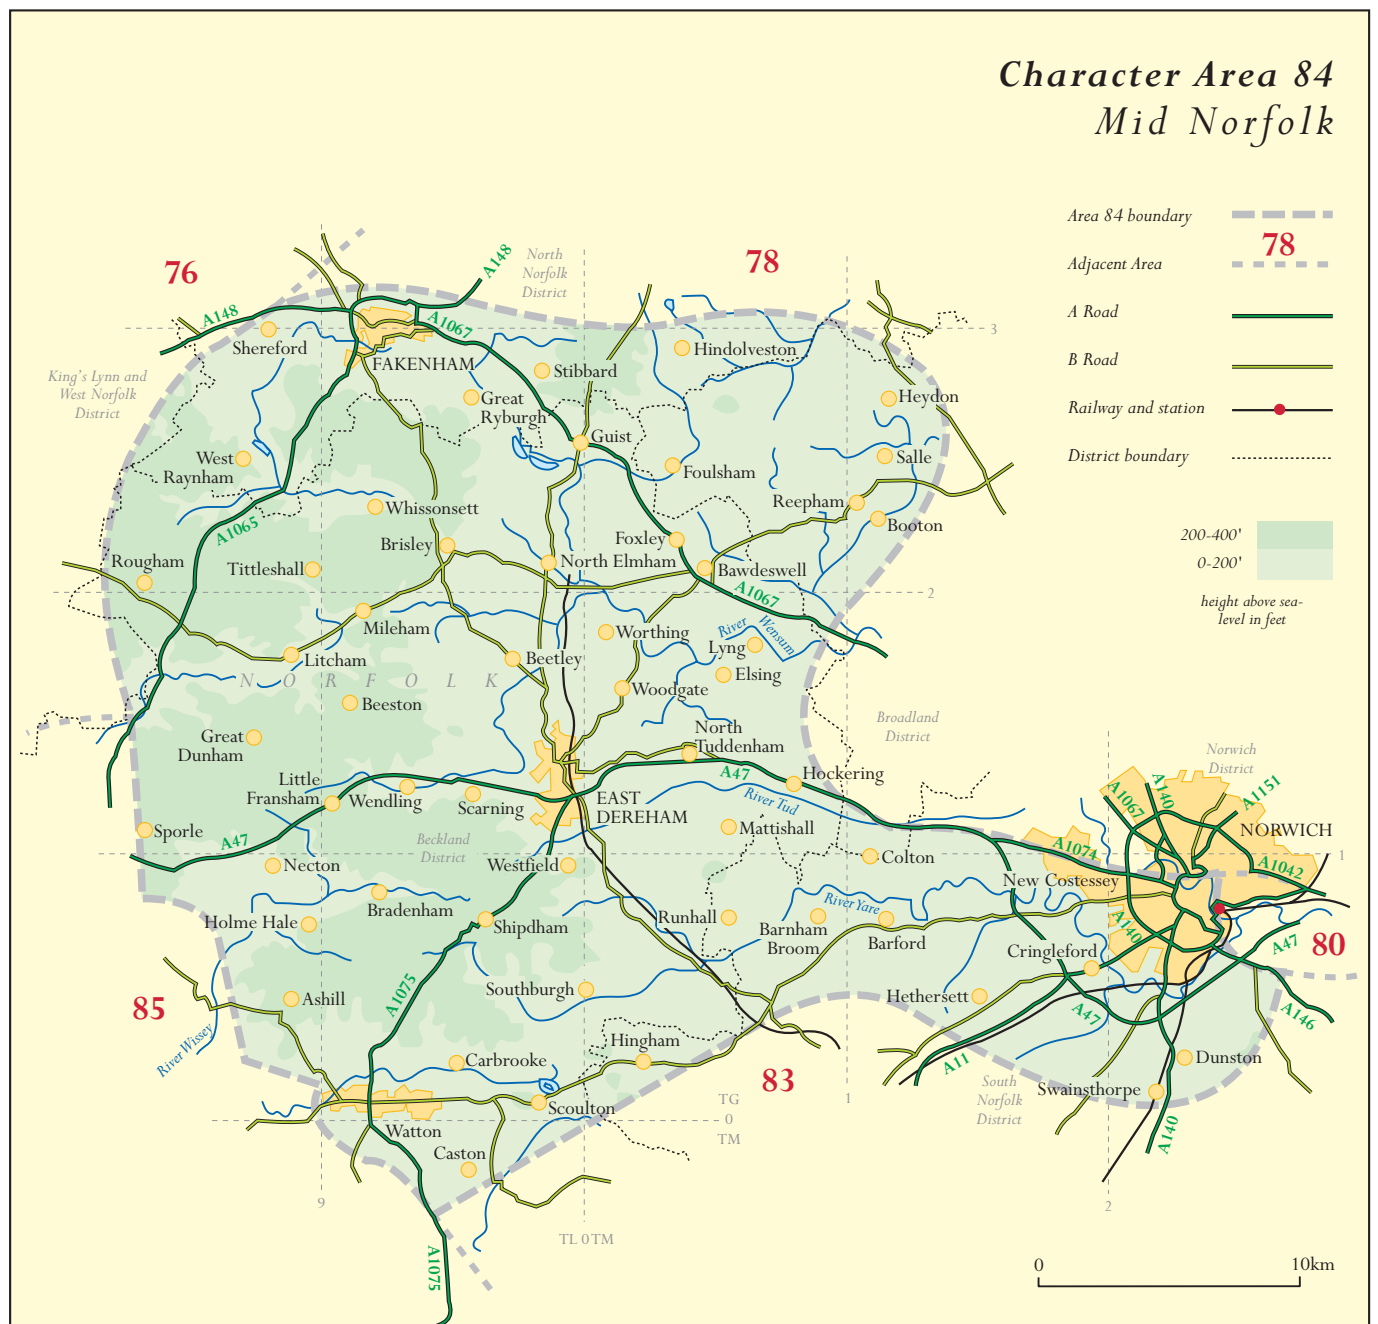 Character Area 84
Mid Norfolk
Area 84 boundary
78
Adjacent Area
A Road
B Road
Railway and station
District boundary
200-400'
0-200'
height above sea-
level in feet
76
78
A148
North
Norfolk
District
A148
A1067
3
Shereford
FAKENHAM
Hindolveston
Stibbard
King's Lynn and
West Norfolk
District
Great
Ryburgh
Heydon
Guist
West
Raynham
Foulsham
Salle
Whissonsett
Reepham
Booton
A1065
Brisley
Foxley
Rougham
Tittleshall
North Elmham
Bawdeswell
A1067
2
Mileham
Worthing
River
Wensum
Lyng
Litcham
Beetley
Elsing
N O R F O L K
Woodgate
Beeston
Great
Dunham
North
Tuddenham
Broadland
District
Norwich
District
A47
Hockering
Little
Fransham
Wendling
Scarning
EAST
DEREHAM
River Tud
A1067
A140
A1151
Sporle
A47
Mattishall
NORWICH
Beckland
District
A1074
1
Necton
Westfield
Colton
A1042
New Costessey
Bradenham
River Yare
Holme Hale
Shipdham
Runhall
Barnham
Broom
Barford
A140
A47
80
Cringleford
85
Ashill
A1075
Southburgh
Hethersett
A47
A146
River Wissey
Hingham
Carbrooke
83
A11
Dunston
South
Norfolk
District
Swainsthorpe
TG
1
Scoulton
0
TM
Watton
A140
Caston
9
2
TL 0 TM
A1075
0
10km